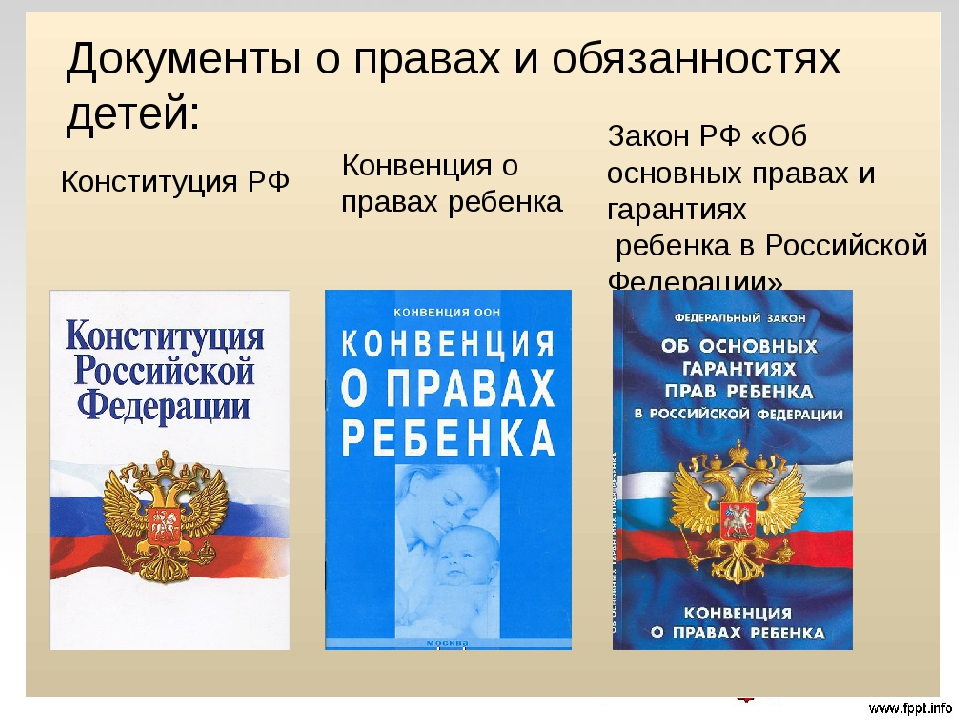 Документы о правах и обязанностях
детей:
Конституция РФ
Конвенция о
правах ребенка
Закон РФ «Об
основных правах и
гарантиях
ребенка в Российской
Федерации»
Конституция
Российской
Федерации
КОНВЕНЦИЯ ООН
КОНВЕНЦИЯ
О ПРАВАХ
РЕБЕНКА
МОСКВА
ФЕДЕРАЛЬНЫЙ ЗАКОН
ОБ ОСНОВНЫХ
ГАРАНТИЯХ
ПРАВ РЕБЕНКА
В РОССИЙСКОЙ ФЕДЕРАЦИИ
КОНВЕНЦИЯ
О ПРАВАХ РЕБЕНКА
www.fppt.info